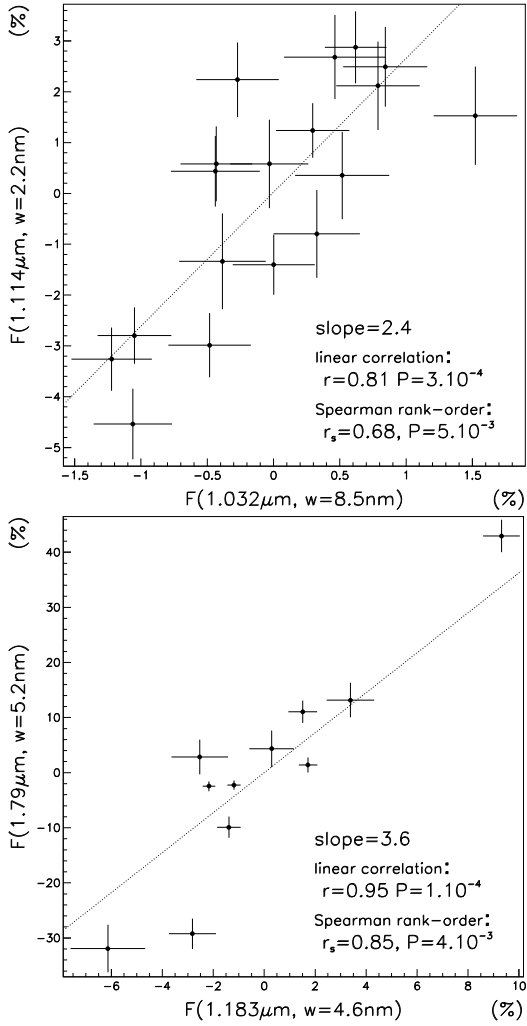 (%)
F(1.114μm, w=2.2nm)
3
2
1
0
−1
−2
−3
−4
−5
slope=2.4
linear correlation:
r=0.81 P=3.10⁻⁴
Spearman rank−order:
rₛ=0.68, P=5.10⁻³
−1.5 −1 −0.5 0 0.5 1 1.5
F(1.032μm, w=8.5nm) (%)
(%)
F(1.79μm, w=5.2nm)
40
30
20
10
0
−10
−20
−30
slope=3.6
linear correlation:
r=0.95 P=1.10⁻⁴
Spearman rank−order:
rₛ=0.85, P=4.10⁻³
−6 −4 −2 0 2 4 6 8 10
F(1.183μm, w=4.6nm) (%)